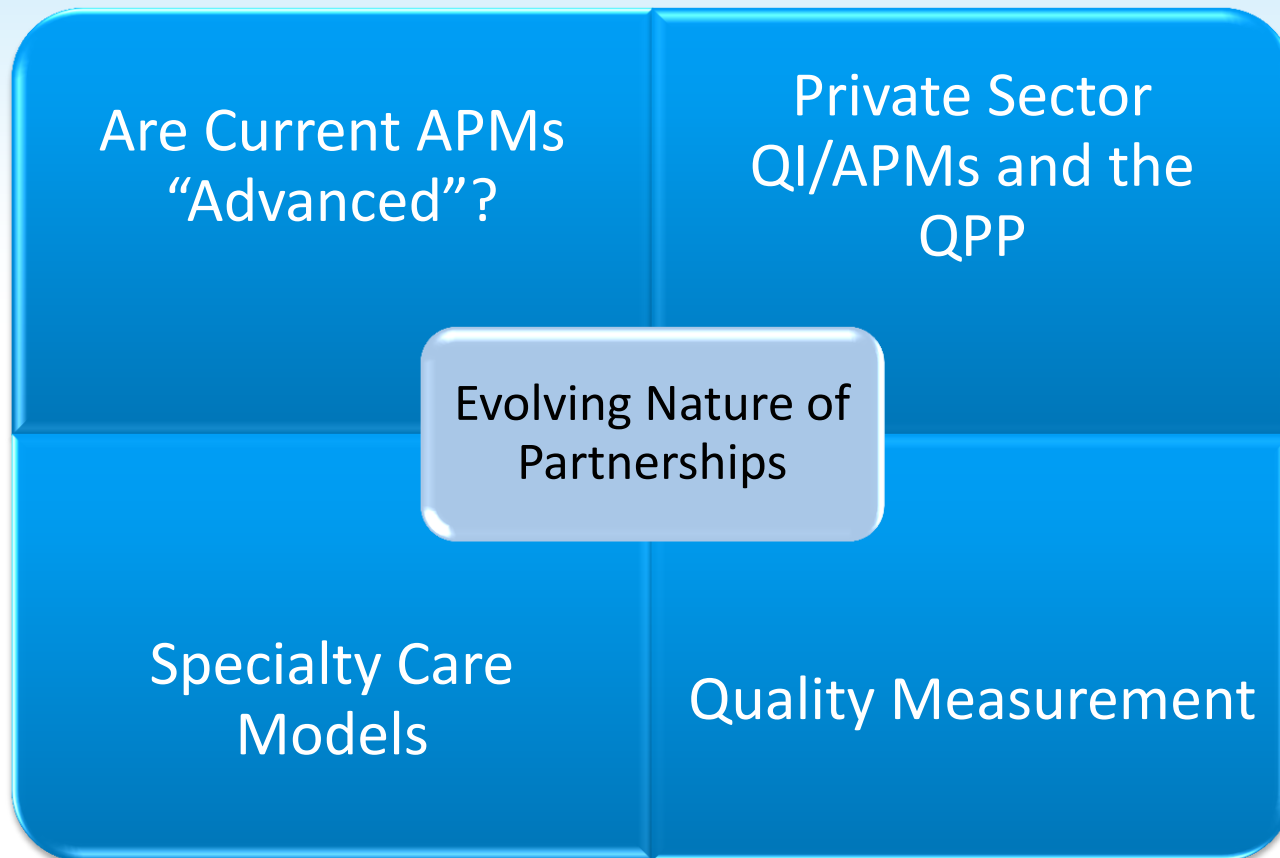 Are Current APMs
“Advanced”?
Private Sector
QI/APMs and the
QPP
Evolving Nature of
Partnerships
Specialty Care
Models
Quality Measurement